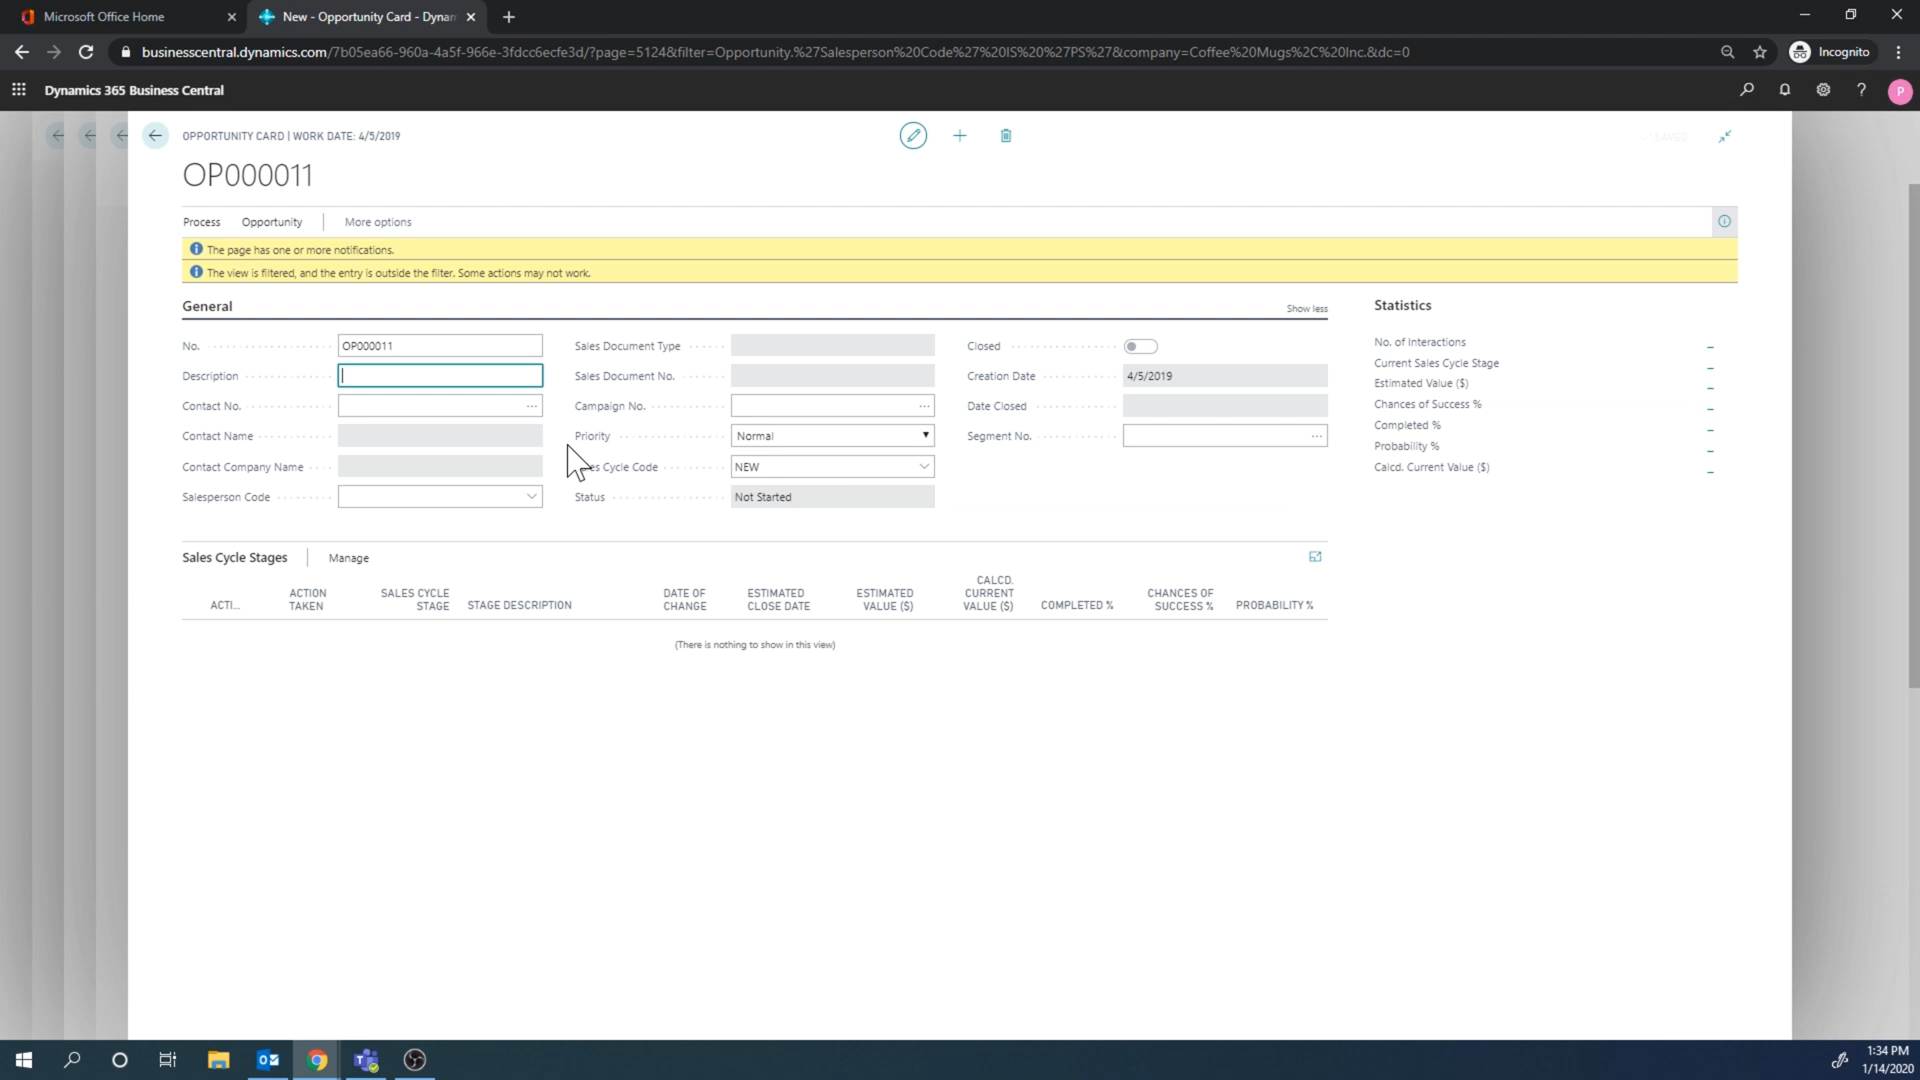 Microsoft Office Home
New - Opportunity Card - Dynam
businesscentral.dynamics.com/7b05ea66-960a-4a5f-966e-3fdcc6ecfe3d/?page=5124&filter=Opportunity.%27Salesperson%20Code%27%20IS%20%27PS%27&company=Coffee%20Mugs%2C%20Inc.&dc=0
Incognito
Dynamics 365 Business Central
P
OPPORTUNITY CARD | WORK DATE: 4/5/2019
SAVED
OP000011
Process Opportunity More options
The page has one or more notifications.
The view is filtered, and the entry is outside the filter. Some actions may not work.
General
Show less
No. OP000011
Description
Contact No.
Contact Name
Contact Company Name
Salesperson Code
Sales Document Type
Sales Document No.
Campaign No.
Priority Normal
es Cycle Code NEW
Status Not Started
Closed
Creation Date 4/5/2019
Date Closed
Segment No.
Statistics
No. of Interactions –
Current Sales Cycle Stage –
Estimated Value ($) –
Chances of Success % –
Completed % –
Probability % –
Calcd. Current Value ($) –
Sales Cycle Stages Manage
ACTI...
ACTION TAKEN
SALES CYCLE STAGE
STAGE DESCRIPTION
DATE OF CHANGE
ESTIMATED CLOSE DATE
ESTIMATED VALUE ($)
CALCD. CURRENT VALUE ($)
COMPLETED %
CHANCES OF SUCCESS %
PROBABILITY %
(There is nothing to show in this view)
1:34 PM
1/14/2020